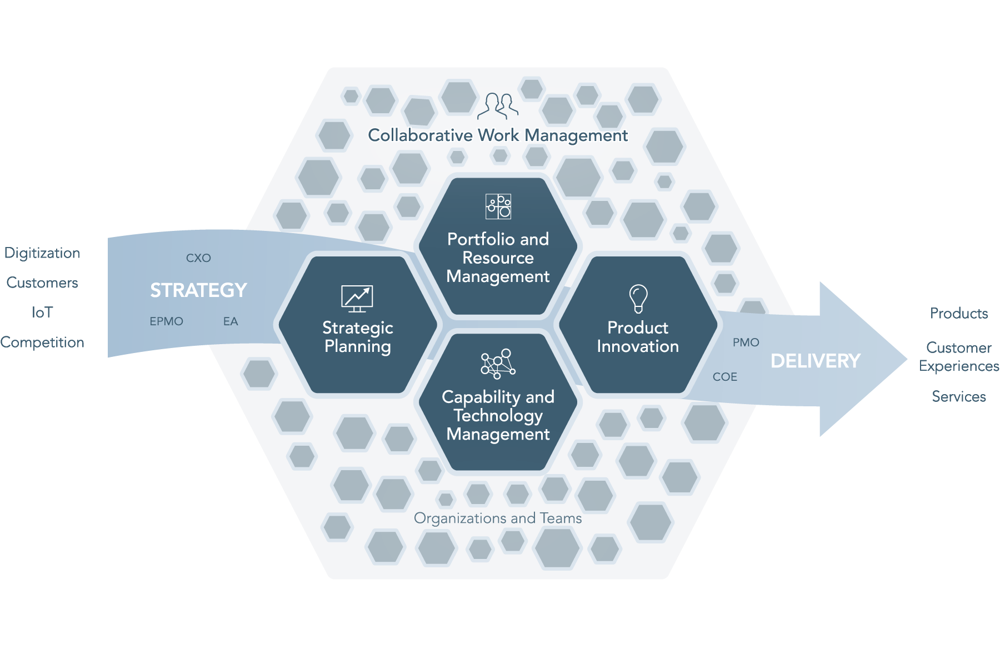 Collaborative Work Management
Digitization
Customers
IoT
Competition
CXO
STRATEGY
EPMO
EA
Strategic
Planning
Portfolio and
Resource
Management
Capability and
Technology
Management
Product
Innovation
PMO
DELIVERY
COE
Products
Customer
Experiences
Services
Organizations and Teams